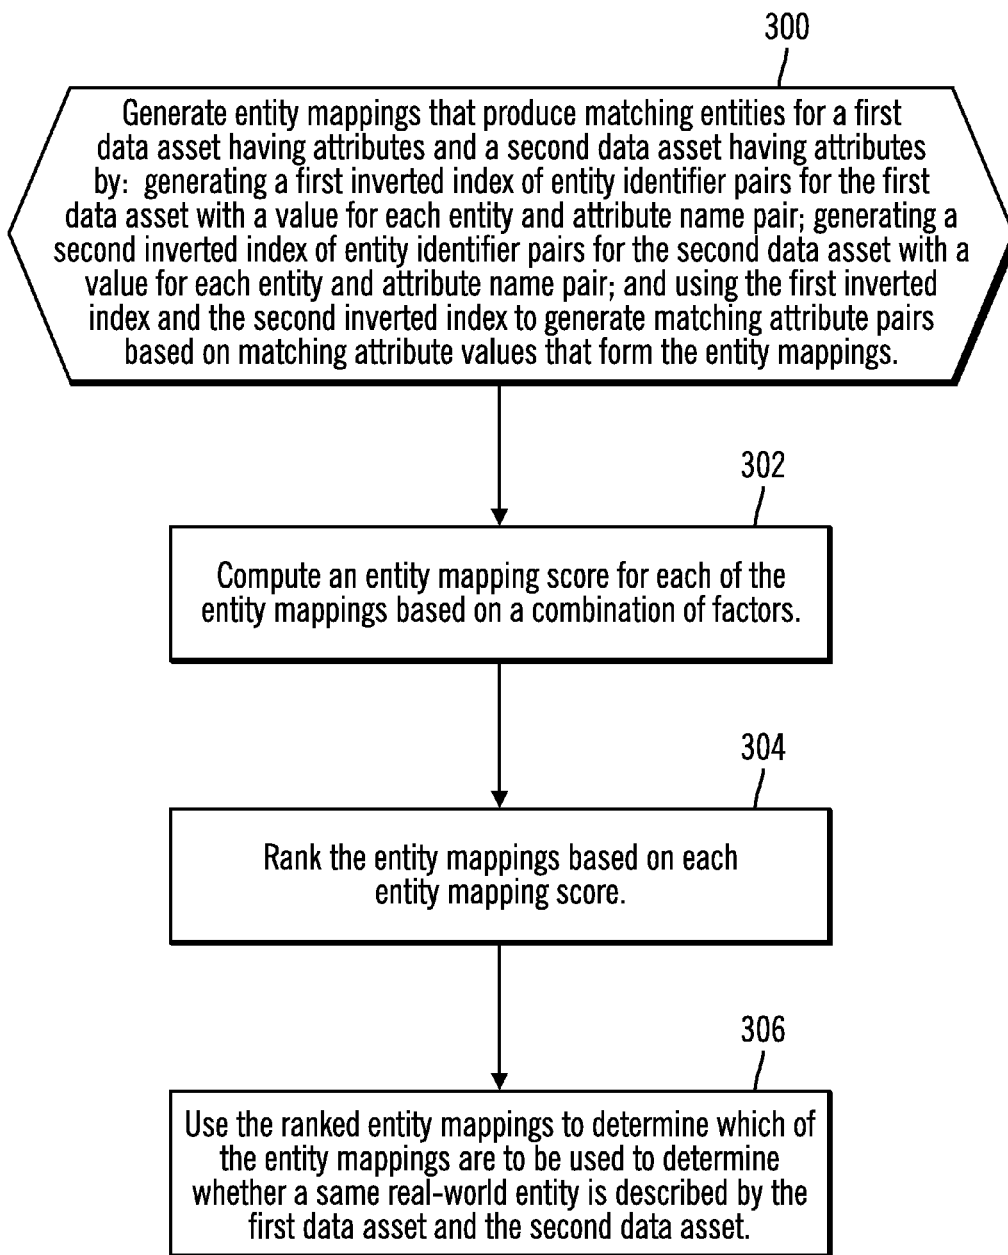 300
Generate entity mappings that produce matching entities for a first
data asset having attributes and a second data asset having attributes
by: generating a first inverted index of entity identifier pairs for the first
data asset with a value for each entity and attribute name pair; generating a
second inverted index of entity identifier pairs for the second data asset with a
value for each entity and attribute name pair; and using the first inverted
index and the second inverted index to generate matching attribute pairs
based on matching attribute values that form the entity mappings.
302
Compute an entity mapping score for each of the
entity mappings based on a combination of factors.
304
Rank the entity mappings based on each
entity mapping score.
306
Use the ranked entity mappings to determine which of
the entity mappings are to be used to determine
whether a same real-world entity is described by the
first data asset and the second data asset.